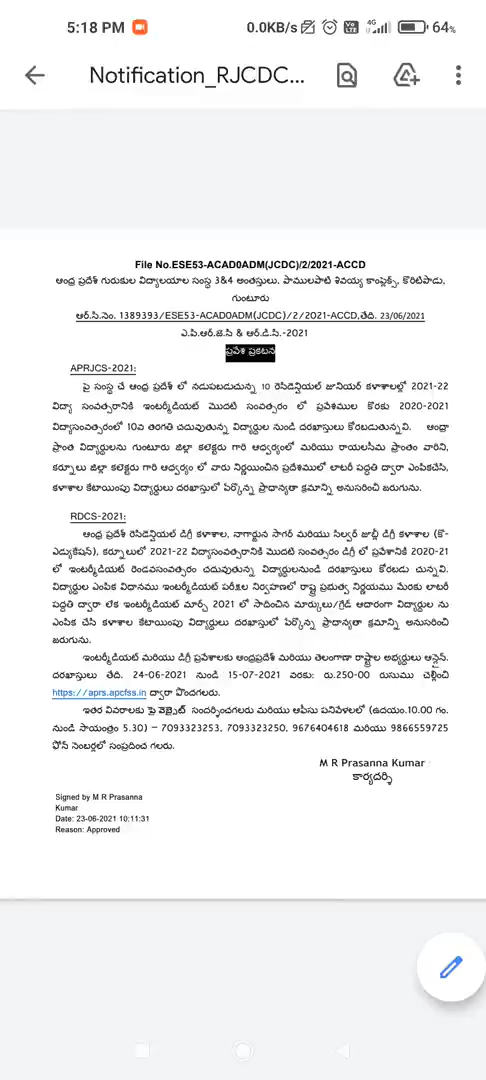 5:18 PM 0.0KB/s Vo LTE 4G 64%
Notification_RJCDC...
File No.ESE53-ACAD0ADM(JCDC)/2/2021-ACCD
ఆంధ్ర ప్రదేశ్ గురుకుల విద్యాలయాల సంస్థ 3&4 అంతస్తులు, పాములపాటి శివయ్య కాంప్లెక్స్, కొరిటిపాడు,
గుంటూరు
ఆర్.సి.నెం. 1389393/ESE53-ACAD0ADM(JCDC)/2/2021-ACCD,తేది. 23/06/2021
ఎ.పి.ఆర్.జె.సి & ఆర్.డి.సి.-2021
ప్రవేశ ప్రకటన
APRJCS-2021:
పై సంస్థ చే ఆంధ్ర ప్రదేశ్ లో నడుపబడుచున్న 10 రెసిడెన్షియల్ జూనియర్ కళాశాలల్లో 2021-22
విద్యా సంవత్సరానికి ఇంటర్మీడియట్ మొదటి సంవత్సరం లో ప్రవేశముల కొరకు 2020-2021
విద్యాసంవత్సరంలో 10వ తరగతి చదువుతున్న విద్యార్థుల నుండి దరఖాస్తులు కోరబడుతున్నవి. ఆంధ్రా
ప్రాంత విద్యార్థులను గుంటూరు జిల్లా కలెక్టరు గారి ఆధ్వర్యంలో మరియు రాయలసీమ ప్రాంతం వారిని,
కర్నూలు జిల్లా కలెక్టరు గారి ఆధ్వర్యం లో వారు నిర్ణయించిన ప్రదేశములో లాటరీ పద్ధతి ద్వారా ఎంపికచేసి,
కళాశాల కేటాయింపు విద్యార్థులు దరఖాస్తులో పేర్కొన్న ప్రాధాన్యతా క్రమాన్ని అనుసరించి జరుగును.
RDCS-2021:
ఆంధ్ర ప్రదేశ్ రెసిడెన్షియల్ డిగ్రీ కళాశాల, నాగార్జున సాగర్ మరియు సిల్వర్ జూబ్లీ డిగ్రీ కళాశాల (కో-
ఎడ్యుకేషన్), కర్నూలులో 2021-22 విద్యాసంవత్సరానికి మొదటి సంవత్సరం డిగ్రీ లో ప్రవేశానికి 2020-21
లో ఇంటర్మీడియట్ రెండవసంవత్సరం చదువుతున్న విద్యార్థులనుండి దరఖాస్తులు కోరబడు చున్నవి.
విద్యార్థుల ఎంపిక విధానము ఇంటర్మీడియట్ పరీక్షల నిర్వహణలో రాష్ట్ర ప్రభుత్వ నిర్ణయము మేరకు లాటరీ
పద్ధతి ద్వారా లేక ఇంటర్మీడియట్ మార్చ్ 2021 లో సాధించిన మార్కులు/గ్రేడ్ ఆధారంగా విద్యార్థుల ను
ఎంపిక చేసి కళాశాల కేటాయింపు విద్యార్థులు దరఖాస్తులో పేర్కొన్న ప్రాధాన్యతా క్రమాన్ని అనుసరించి
జరుగును.
ఇంటర్మీడియట్ మరియు డిగ్రీ ప్రవేశాలకు ఆంధ్రప్రదేశ్ మరియు తెలంగాణా రాష్ట్రాల అభ్యర్థులు ఆన్లైన్.
దరఖాస్తులు తేది. 24-06-2021 నుండి 15-07-2021 వరకు: రు.250-00 రుసుము చెల్లించి
https://aprs.apcfss.in ద్వారా పొందగలరు.
ఇతర వివరాలకు పై వెబ్సైట్ సందర్శించగలరు మరియు ఆఫీసు పనివేళలలో (ఉదయం.10.00 గం.
నుండి సాయంత్రం 5.30) – 7093323253, 7093323250, 9676404618 మరియు 9866559725
ఫోన్ నెంబర్లలో సంప్రదించ గలరు.
M R Prasanna Kumar
కార్యదర్శి
Signed by M R Prasanna
Kumar
Date: 23-06-2021 10:11:31
Reason: Approved